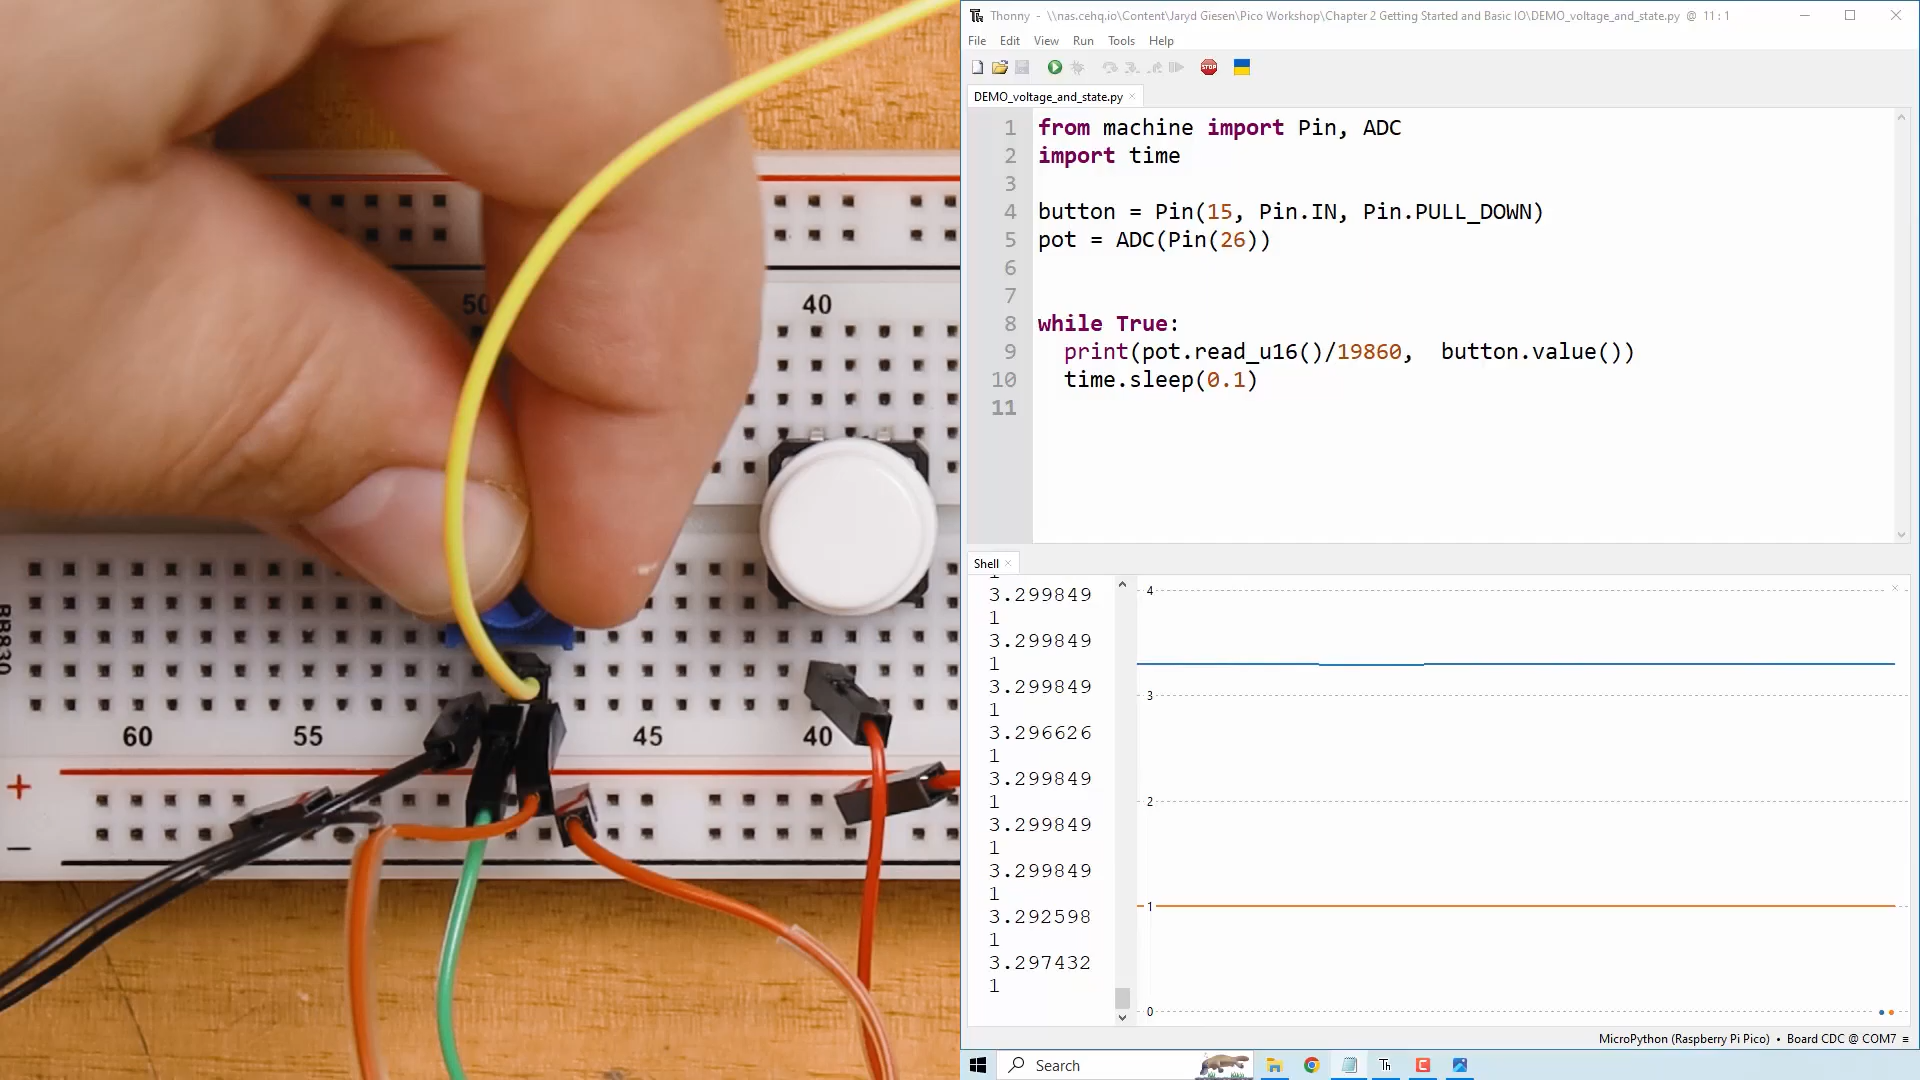 50
40
BB830
60
55
45
40
+
−
Th Thonny - \\nas.cehq.io\Content\Jaryd Giesen\Pico Workshop\Chapter 2 Getting Started and Basic IO\DEMO_voltage_and_state.py @ 11 : 1
File Edit View Run Tools Help
STOP
DEMO_voltage_and_state.py
1 from machine import Pin, ADC
2 import time
3
4 button = Pin(15, Pin.IN, Pin.PULL_DOWN)
5 pot = ADC(Pin(26))
6
7
8 while True:
9 print(pot.read_u16()/19860, button.value())
10 time.sleep(0.1)
11
Shell
3.299849
1
3.299849
1
3.299849
1
3.296626
1
3.299849
1
3.299849
1
3.299849
1
3.292598
1
3.297432
1
4
3
2
1
0
MicroPython (Raspberry Pi Pico) • Board CDC @ COM7
Search
Th